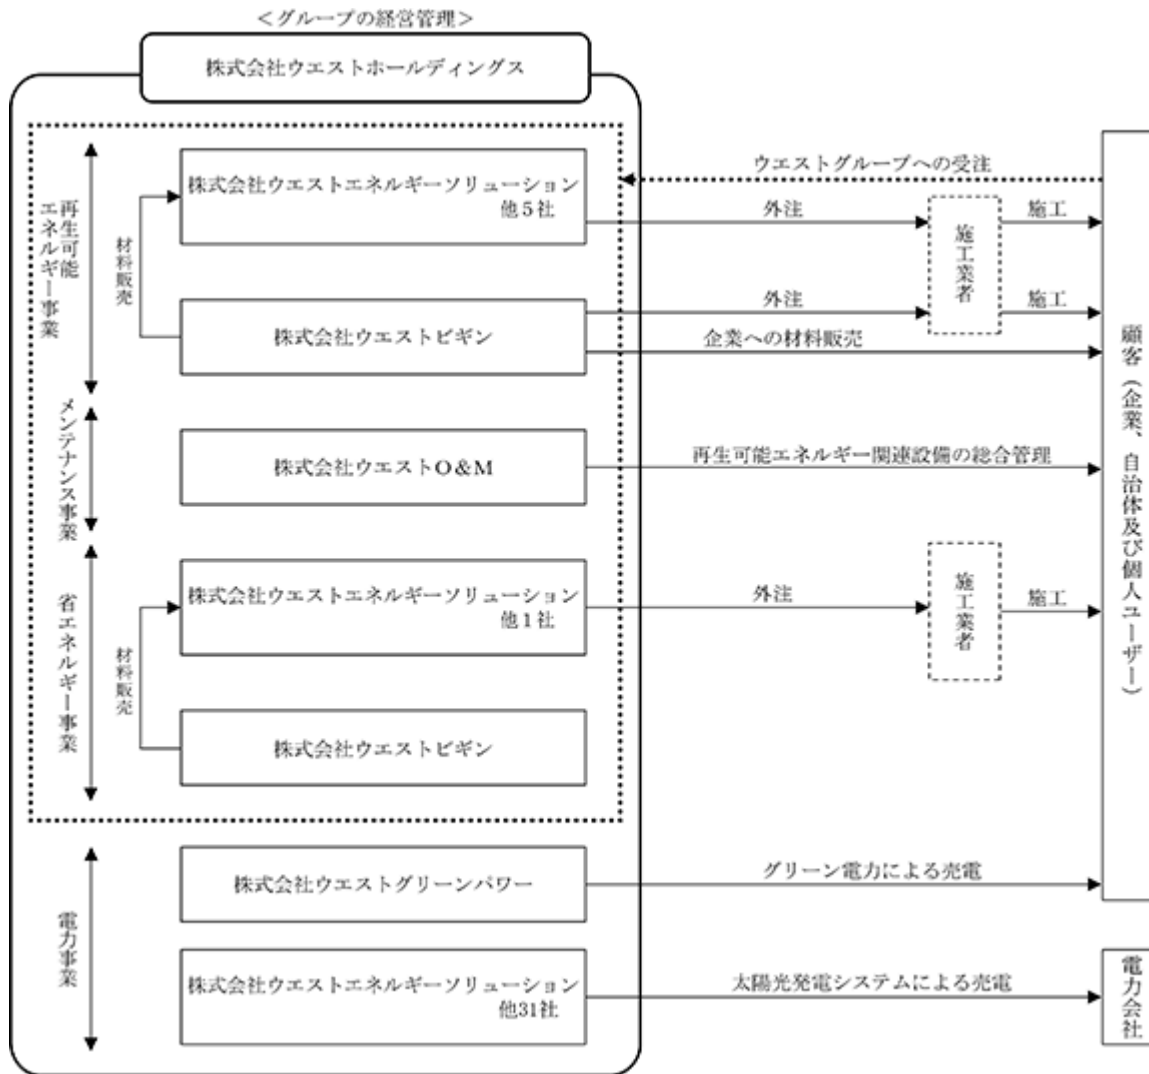 ＜グループの経営管理＞
株式会社ウエストホールディングス
再生可能
エネルギー事業
材料販売
株式会社ウエストエネルギーソリューション
他５社
株式会社ウエストビギン
ウエストグループへの受注
外注
施工業者
施工
外注
施工
企業への材料販売
メンテナンス事業
株式会社ウエストO＆M
再生可能エネルギー関連設備の総合管理
省エネルギー事業
材料販売
株式会社ウエストエネルギーソリューション
他１社
外注
施工業者
施工
株式会社ウエストビギン
電力事業
株式会社ウエストグリーンパワー
グリーン電力による売電
株式会社ウエストエネルギーソリューション
他31社
太陽光発電システムによる売電
顧客（企業、自治体及び個人ユーザー）
電力会社